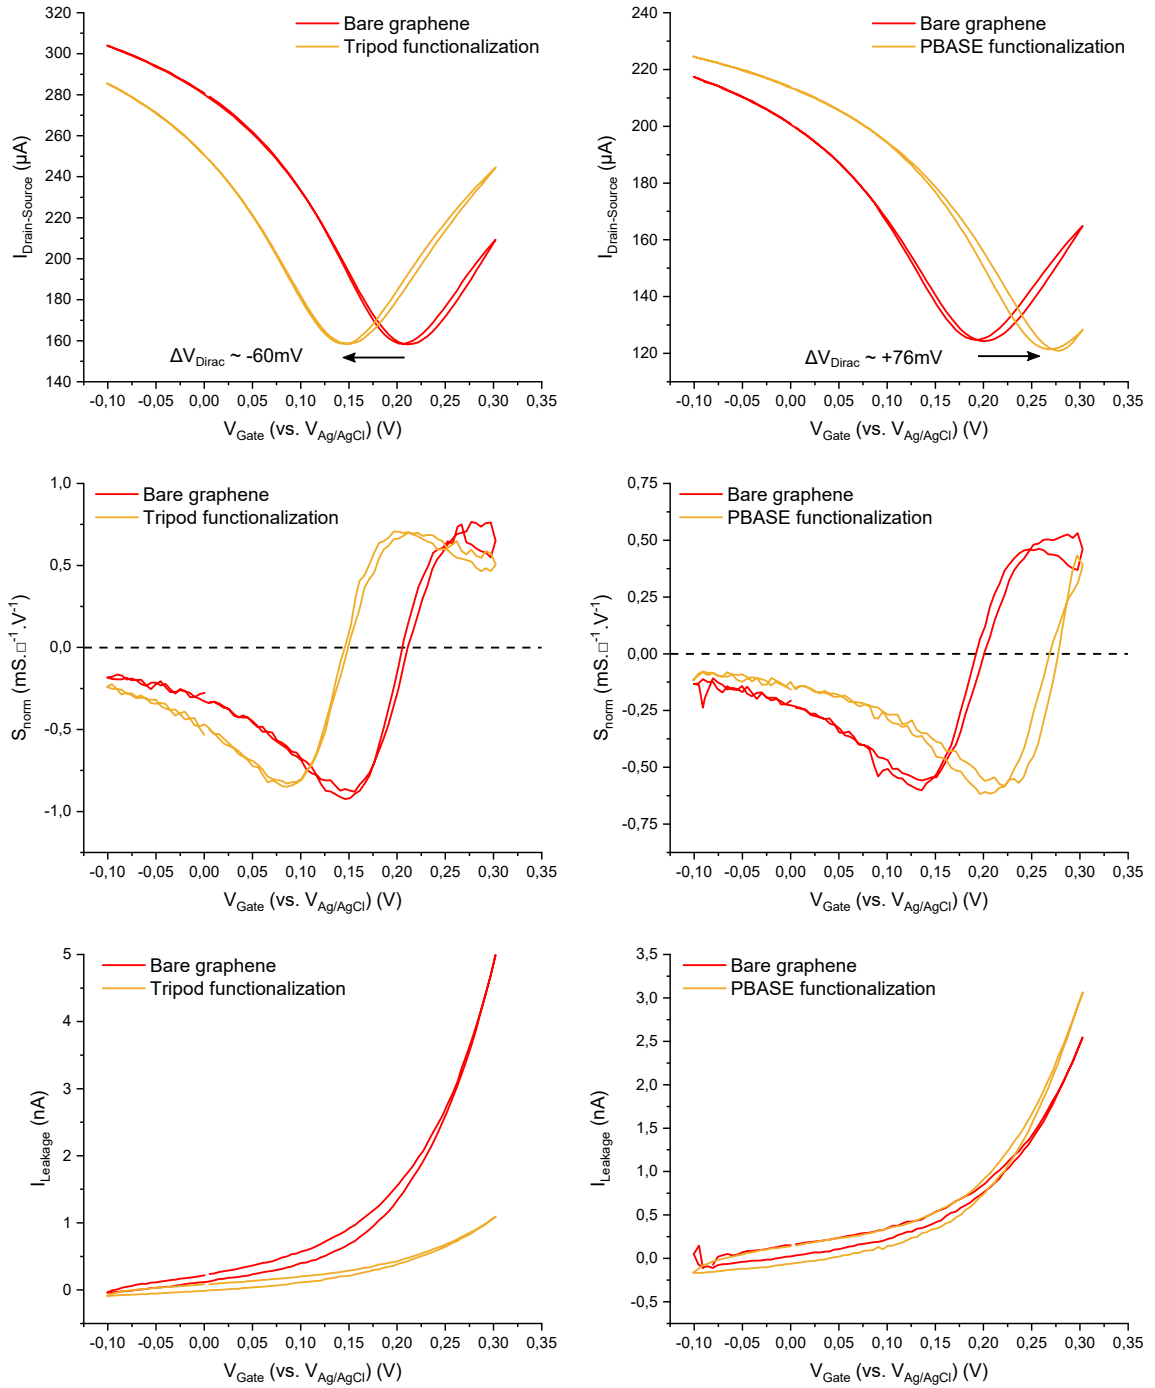 Bare graphene
Tripod functionalization
320
300
280
260
240
220
200
180
160
140
I_Drain-Source (µA)
ΔV_Dirac ~ -60mV
-0,10 -0,05 0,00 0,05 0,10 0,15 0,20 0,25 0,30 0,35
V_Gate (vs. V_Ag/AgCl) (V)
Bare graphene
PBASE functionalization
240
220
200
180
160
140
120
I_Drain-Source (µA)
ΔV_Dirac ~ +76mV
-0,10 -0,05 0,00 0,05 0,10 0,15 0,20 0,25 0,30 0,35
V_Gate (vs. V_Ag/AgCl) (V)
Bare graphene
Tripod functionalization
1,0
0,5
0,0
-0,5
-1,0
S_norm (mS.□⁻¹.V⁻¹)
-0,10 -0,05 0,00 0,05 0,10 0,15 0,20 0,25 0,30 0,35
V_Gate (vs. V_Ag/AgCl) (V)
Bare graphene
PBASE functionalization
0,75
0,50
0,25
0,00
-0,25
-0,50
-0,75
S_norm (mS.□⁻¹.V⁻¹)
-0,10 -0,05 0,00 0,05 0,10 0,15 0,20 0,25 0,30 0,35
V_Gate (vs. V_Ag/AgCl) (V)
Bare graphene
Tripod functionalization
5
4
3
2
1
0
I_Leakage (nA)
-0,10 -0,05 0,00 0,05 0,10 0,15 0,20 0,25 0,30 0,35
V_Gate (vs. V_Ag/AgCl) (V)
Bare graphene
PBASE functionalization
3,5
3,0
2,5
2,0
1,5
1,0
0,5
0,0
-0,5
I_Leakage (nA)
-0,10 -0,05 0,00 0,05 0,10 0,15 0,20 0,25 0,30 0,35
V_Gate (vs. V_Ag/AgCl) (V)